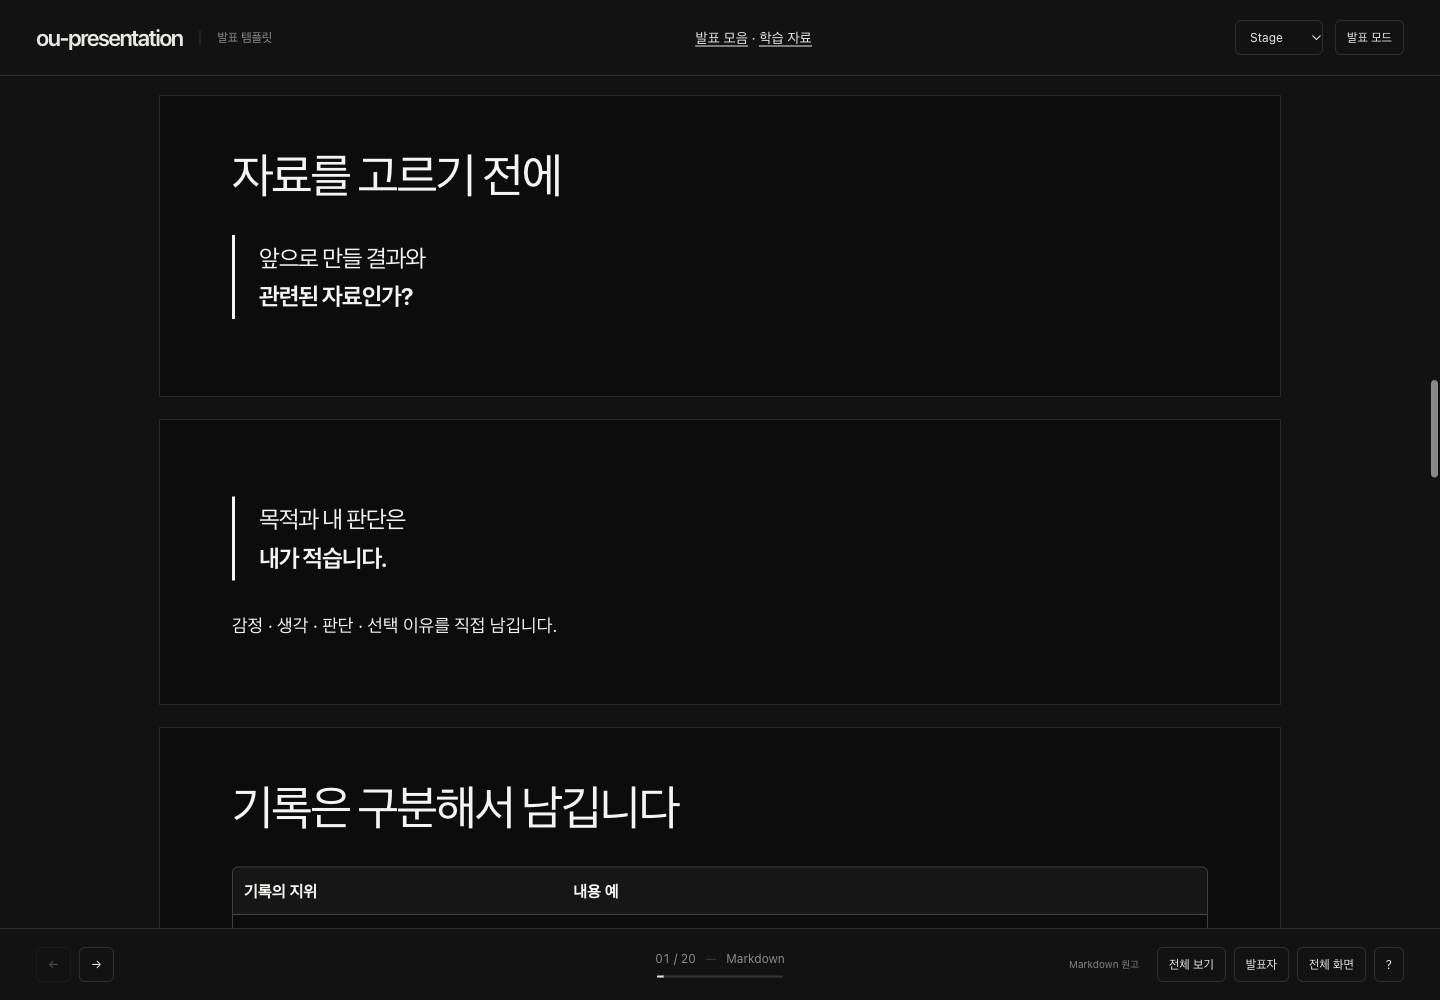 ou-presentation
발표 템플릿
발표 모음 · 학습 자료
Stage
발표 모드
자료를 고르기 전에
앞으로 만들 결과와
관련된 자료인가?
목적과 내 판단은
내가 적습니다.
감정 · 생각 · 판단 · 선택 이유를 직접 남깁니다.
기록은 구분해서 남깁니다
기록의 지위 내용 예
← →
01 / 20 — Markdown
Markdown 원고
전체 보기
발표자
전체 화면
?